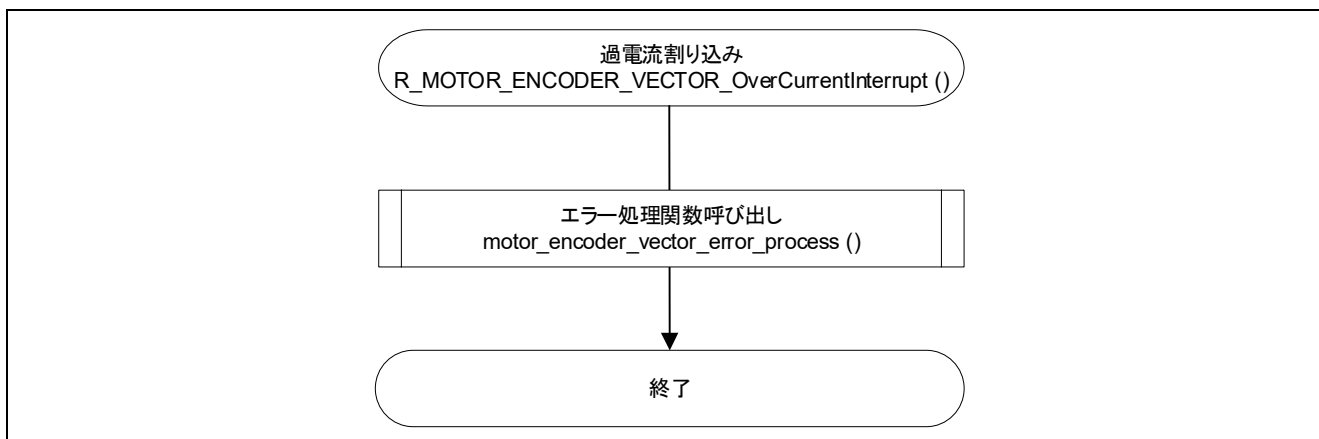 過電流割り込み
R_MOTOR_ENCODER_VECTOR_OverCurrentInterrupt ()
エラー処理関数呼び出し
motor_encoder_vector_error_process ()
終了